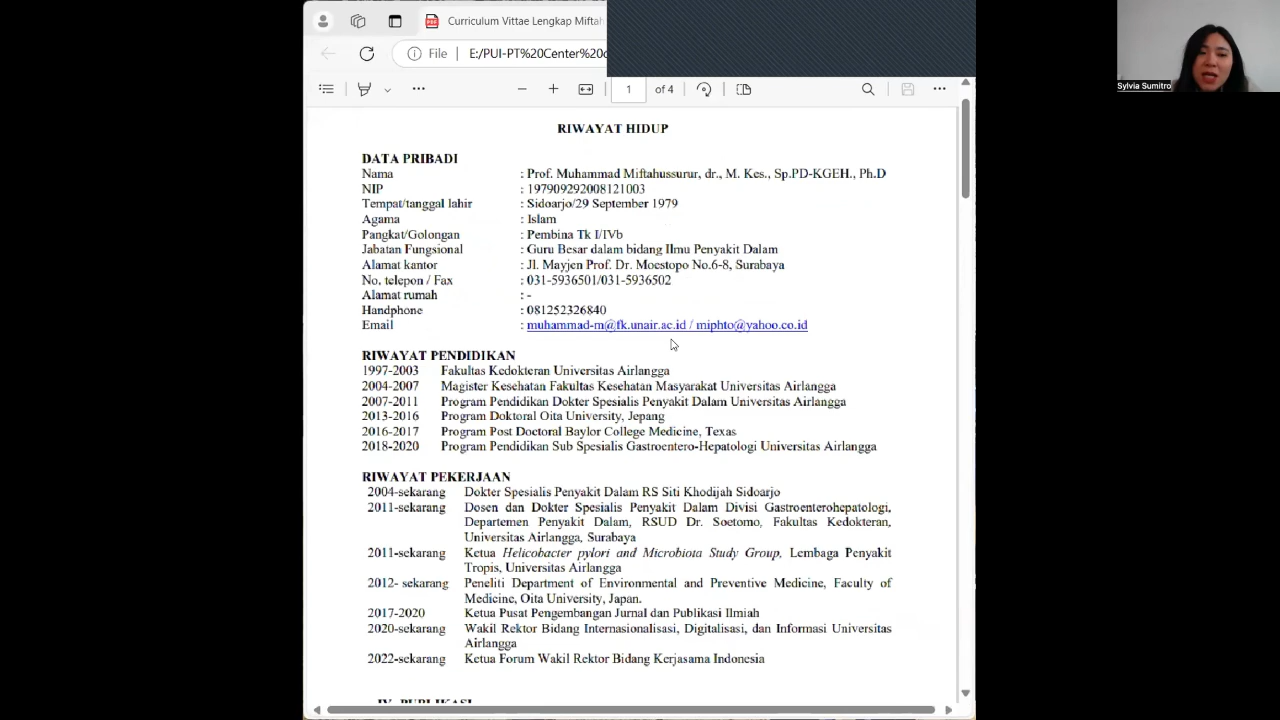 Curriculum Vittae Lengkap Miftah
File
E:/PUI-PT%20Center%20
1 of 4
Sylvia Sumitro
RIWAYAT HIDUP
DATA PRIBADI
Nama : Prof. Muhammad Miftahussurur, dr., M. Kes., Sp.PD-KGEH., Ph.D
NIP : 197909292008121003
Tempat/tanggal lahir : Sidoarjo/29 September 1979
Agama : Islam
Pangkat/Golongan : Pembina Tk I/IVb
Jabatan Fungsional : Guru Besar dalam bidang Ilmu Penyakit Dalam
Alamat kantor : Jl. Mayjen Prof. Dr. Moestopo No.6-8, Surabaya
No. telepon / Fax : 031-5936501/031-5936502
Alamat rumah : -
Handphone : 081252326840
Email : muhammad-m@fk.unair.ac.id / miphto@yahoo.co.id
RIWAYAT PENDIDIKAN
1997-2003 Fakultas Kedokteran Universitas Airlangga
2004-2007 Magister Kesehatan Fakultas Kesehatan Masyarakat Universitas Airlangga
2007-2011 Program Pendidikan Dokter Spesialis Penyakit Dalam Universitas Airlangga
2013-2016 Program Doktoral Oita University, Jepang
2016-2017 Program Post Doctoral Baylor College Medicine, Texas
2018-2020 Program Pendidikan Sub Spesialis Gastroentero-Hepatologi Universitas Airlangga
RIWAYAT PEKERJAAN
2004-sekarang Dokter Spesialis Penyakit Dalam RS Siti Khodijah Sidoarjo
2011-sekarang Dosen dan Dokter Spesialis Penyakit Dalam Divisi Gastroenterohepatologi,
Departemen Penyakit Dalam, RSUD Dr. Soetomo, Fakultas Kedokteran,
Universitas Airlangga, Surabaya
2011-sekarang Ketua Helicobacter pylori and Microbiota Study Group, Lembaga Penyakit
Tropis, Universitas Airlangga
2012- sekarang Peneliti Department of Environmental and Preventive Medicine, Faculty of
Medicine, Oita University, Japan.
2017-2020 Ketua Pusat Pengembangan Jurnal dan Publikasi Ilmiah
2020-sekarang Wakil Rektor Bidang Internasionalisasi, Digitalisasi, dan Informasi Universitas
Airlangga
2022-sekarang Ketua Forum Wakil Rektor Bidang Kerjasama Indonesia
IV. PUBLIKASI